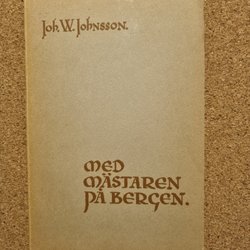 Joh. W. Johnsson.
MED
MÄSTAREN
PÅ BERGEN.